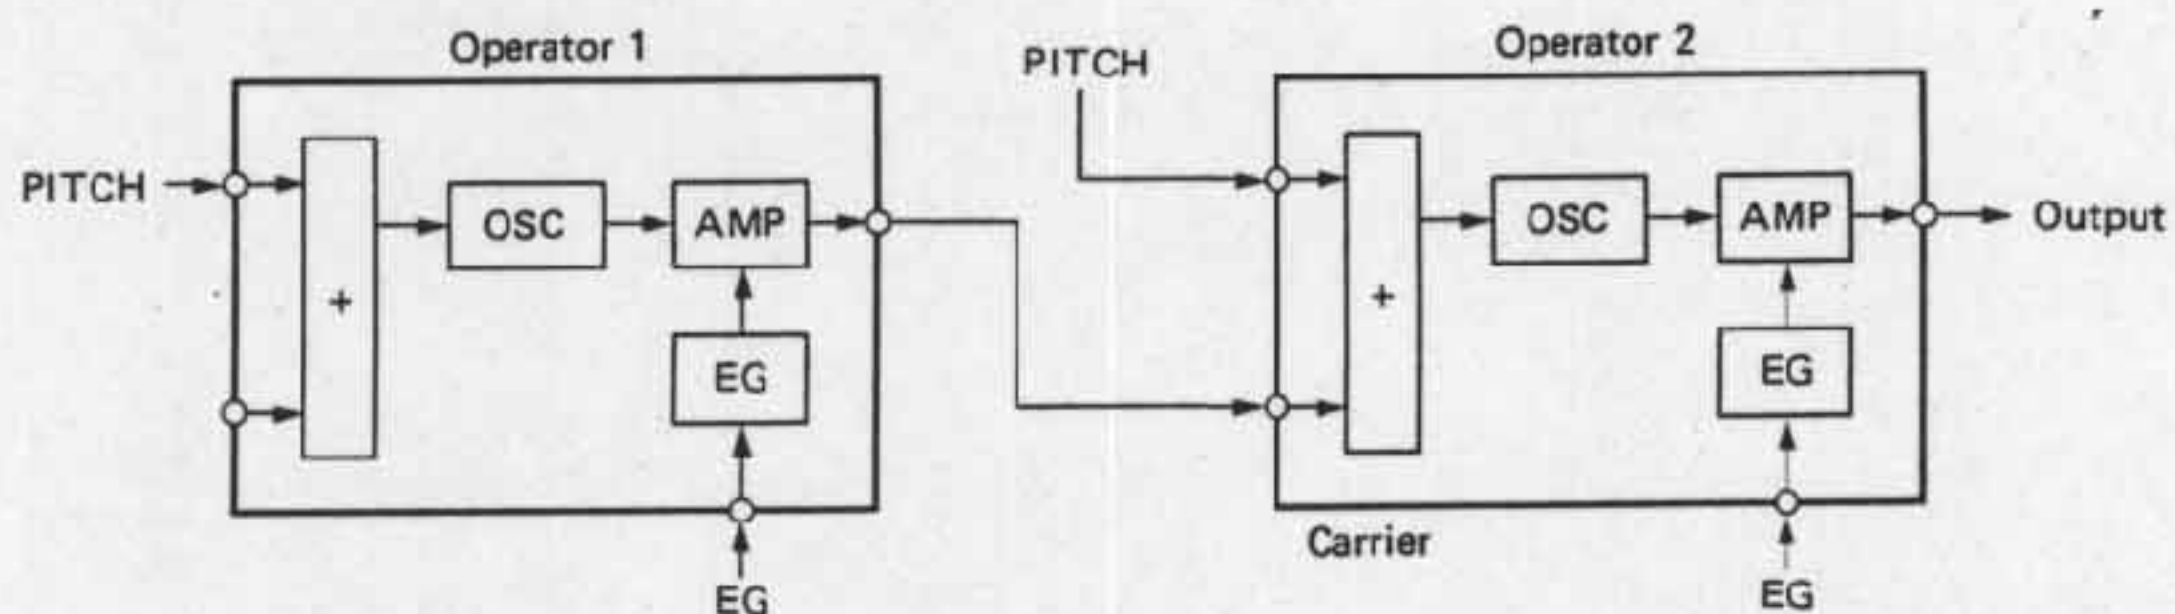 Operator 1
PITCH
+
OSC
AMP
EG
EG
PITCH
Operator 2
+
OSC
AMP
EG
Output
Carrier
EG